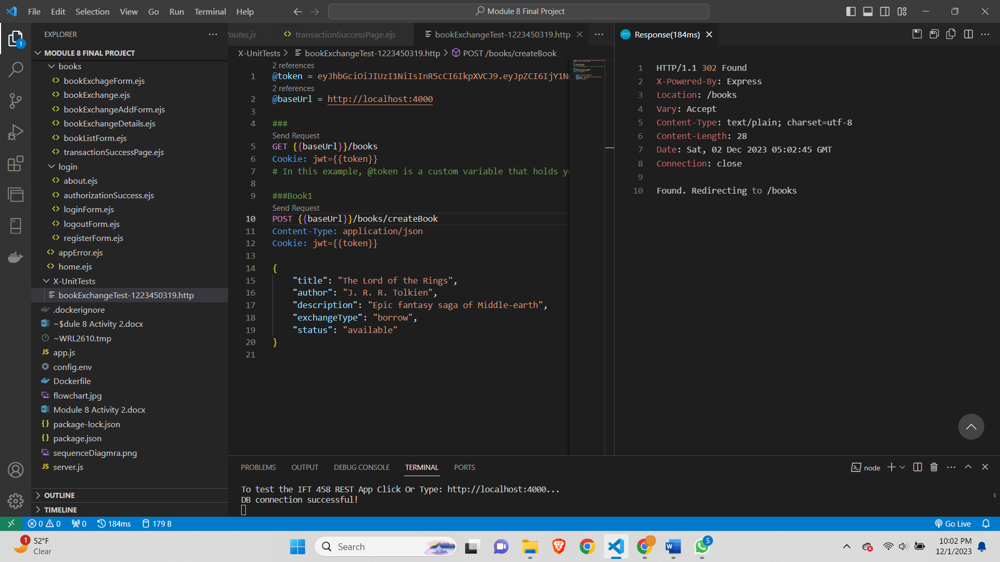 File Edit Selection View Go Run Terminal Help
Module 8 Final Project
EXPLORER
MODULE 8 FINAL PROJECT
books
bookExchageForm.ejs
bookExchange.ejs
bookExchangeAddForm.ejs
bookExchangeDetails.ejs
bookListForm.ejs
transactionSuccessPage.ejs
login
about.ejs
authorizationSuccess.ejs
loginForm.ejs
logoutForm.ejs
registerForm.ejs
appError.ejs
home.ejs
X-UnitTests
bookExchangeTest-1223450319.http
.dockerignore
~$dule 8 Activity 2.docx
~WRL2610.tmp
app.js
config.env
Dockerfile
flowchart.jpg
Module 8 Activity 2.docx
package-lock.json
package.json
sequenceDiagmra.png
server.js
OUTLINE
TIMELINE
outes.js transactionSuccessPage.ejs bookExchangeTest-1223450319.http
X-UnitTests > bookExchangeTest-1223450319.http > POST /books/createBook
2 references
1 @token = eyJhbGciOiJIUzI1NiIsInR5cCI6IkpXVCJ9.eyJpZCI6IjY1N
2 references
2 @baseUrl = http://localhost:4000
3
4 ###
Send Request
5 GET {{baseUrl}}/books
6 Cookie: jwt={{token}}
7 # In this example, @token is a custom variable that holds y
8
9 ###Book1
Send Request
10 POST {{baseUrl}}/books/createBook
11 Content-Type: application/json
12 Cookie: jwt={{token}}
13
14 {
15 "title": "The Lord of the Rings",
16 "author": "J. R. R. Tolkien",
17 "description": "Epic fantasy saga of Middle-earth",
18 "exchangeType": "borrow",
19 "status": "available"
20 }
21
Response(184ms)
1 HTTP/1.1 302 Found
2 X-Powered-By: Express
3 Location: /books
4 Vary: Accept
5 Content-Type: text/plain; charset=utf-8
6 Content-Length: 28
7 Date: Sat, 02 Dec 2023 05:02:45 GMT
8 Connection: close
9
10 Found. Redirecting to /books
PROBLEMS OUTPUT DEBUG CONSOLE TERMINAL PORTS
node
To test the IFT 458 REST App Click Or Type: http://localhost:4000...
DB connection successful!
0 0 0 184ms 179 B
Go Live
1
52°F
Clear
Search
5
10:02 PM
12/1/2023